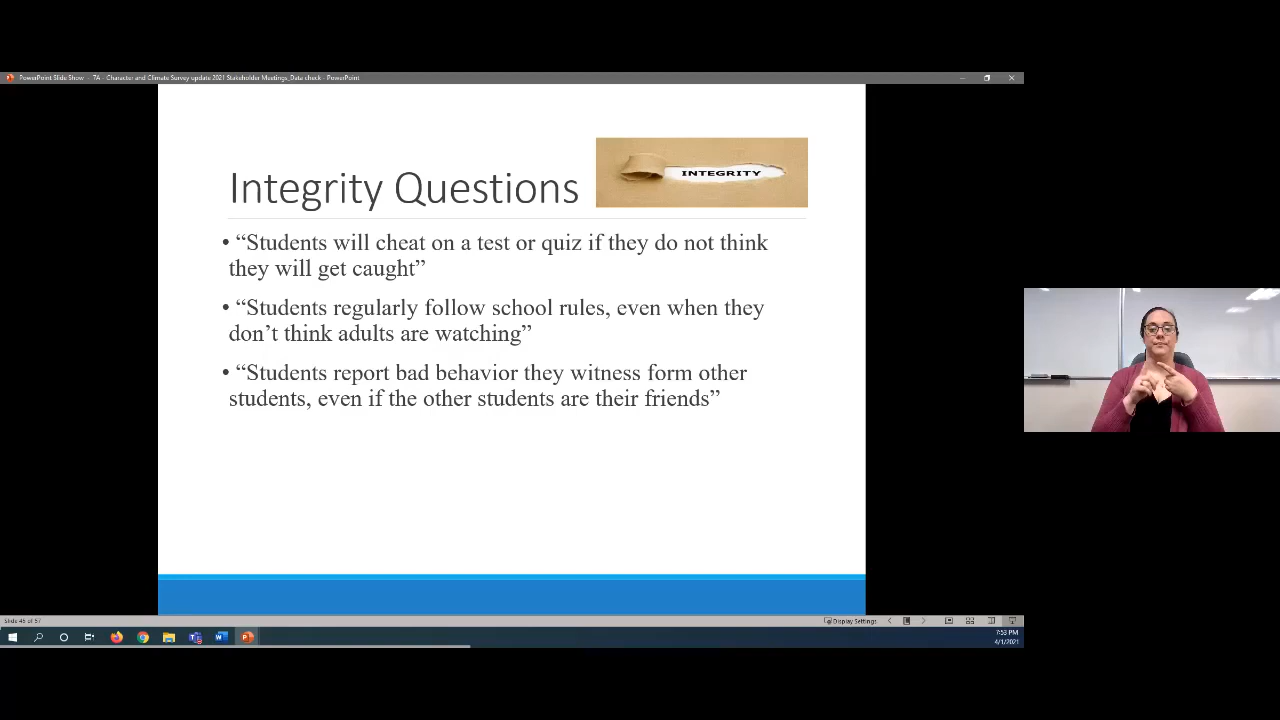 PowerPoint Slide Show - 7A - Character and Climate Survey update 2021 Stakeholder Meetings_Data check - PowerPoint
INTEGRITY
Integrity Questions
• “Students will cheat on a test or quiz if they do not think
they will get caught”
• “Students regularly follow school rules, even when they
don’t think adults are watching”
• “Students report bad behavior they witness form other
students, even if the other students are their friends”
Slide 46 of 57
Display Settings
7:53 PM
4/1/2021